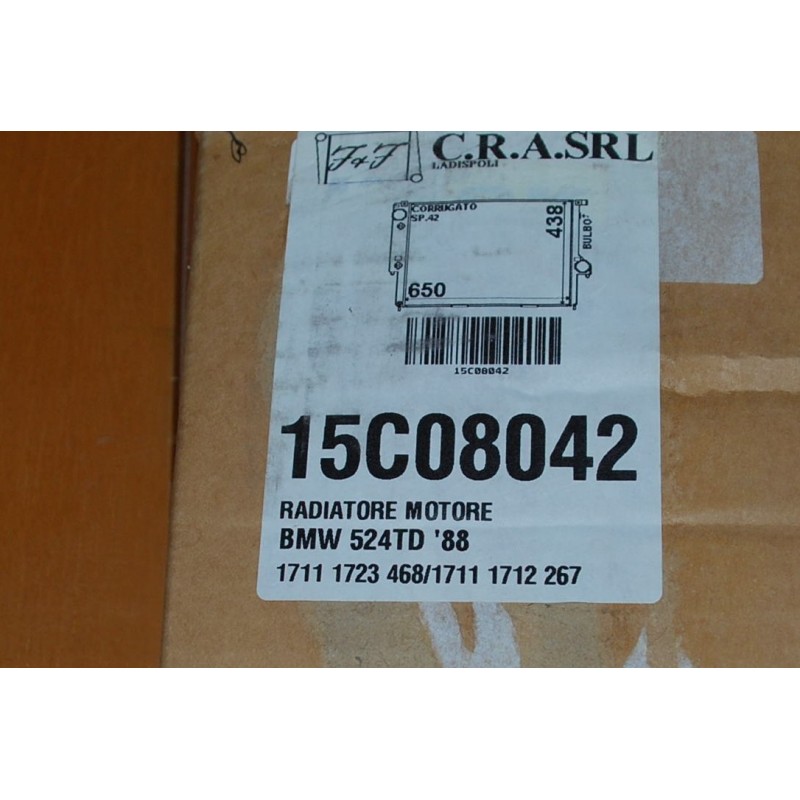 F&F C.R.A.SRL
LADISPOLI
CORRUGATO
SP.42
438
BULBO
650
15C08042
15C08042
RADIATORE MOTORE
BMW 524TD '88
1711 1723 468/1711 1712 267